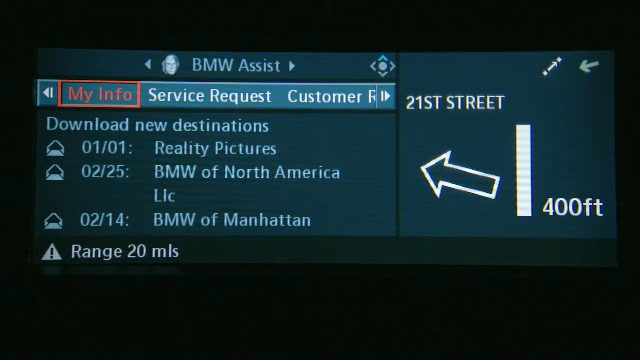 BMW Assist
My Info Service Request Customer R
Download new destinations
01/01: Reality Pictures
02/25: BMW of North America
Llc
02/14: BMW of Manhattan
Range 20 mls
21ST STREET
400ft